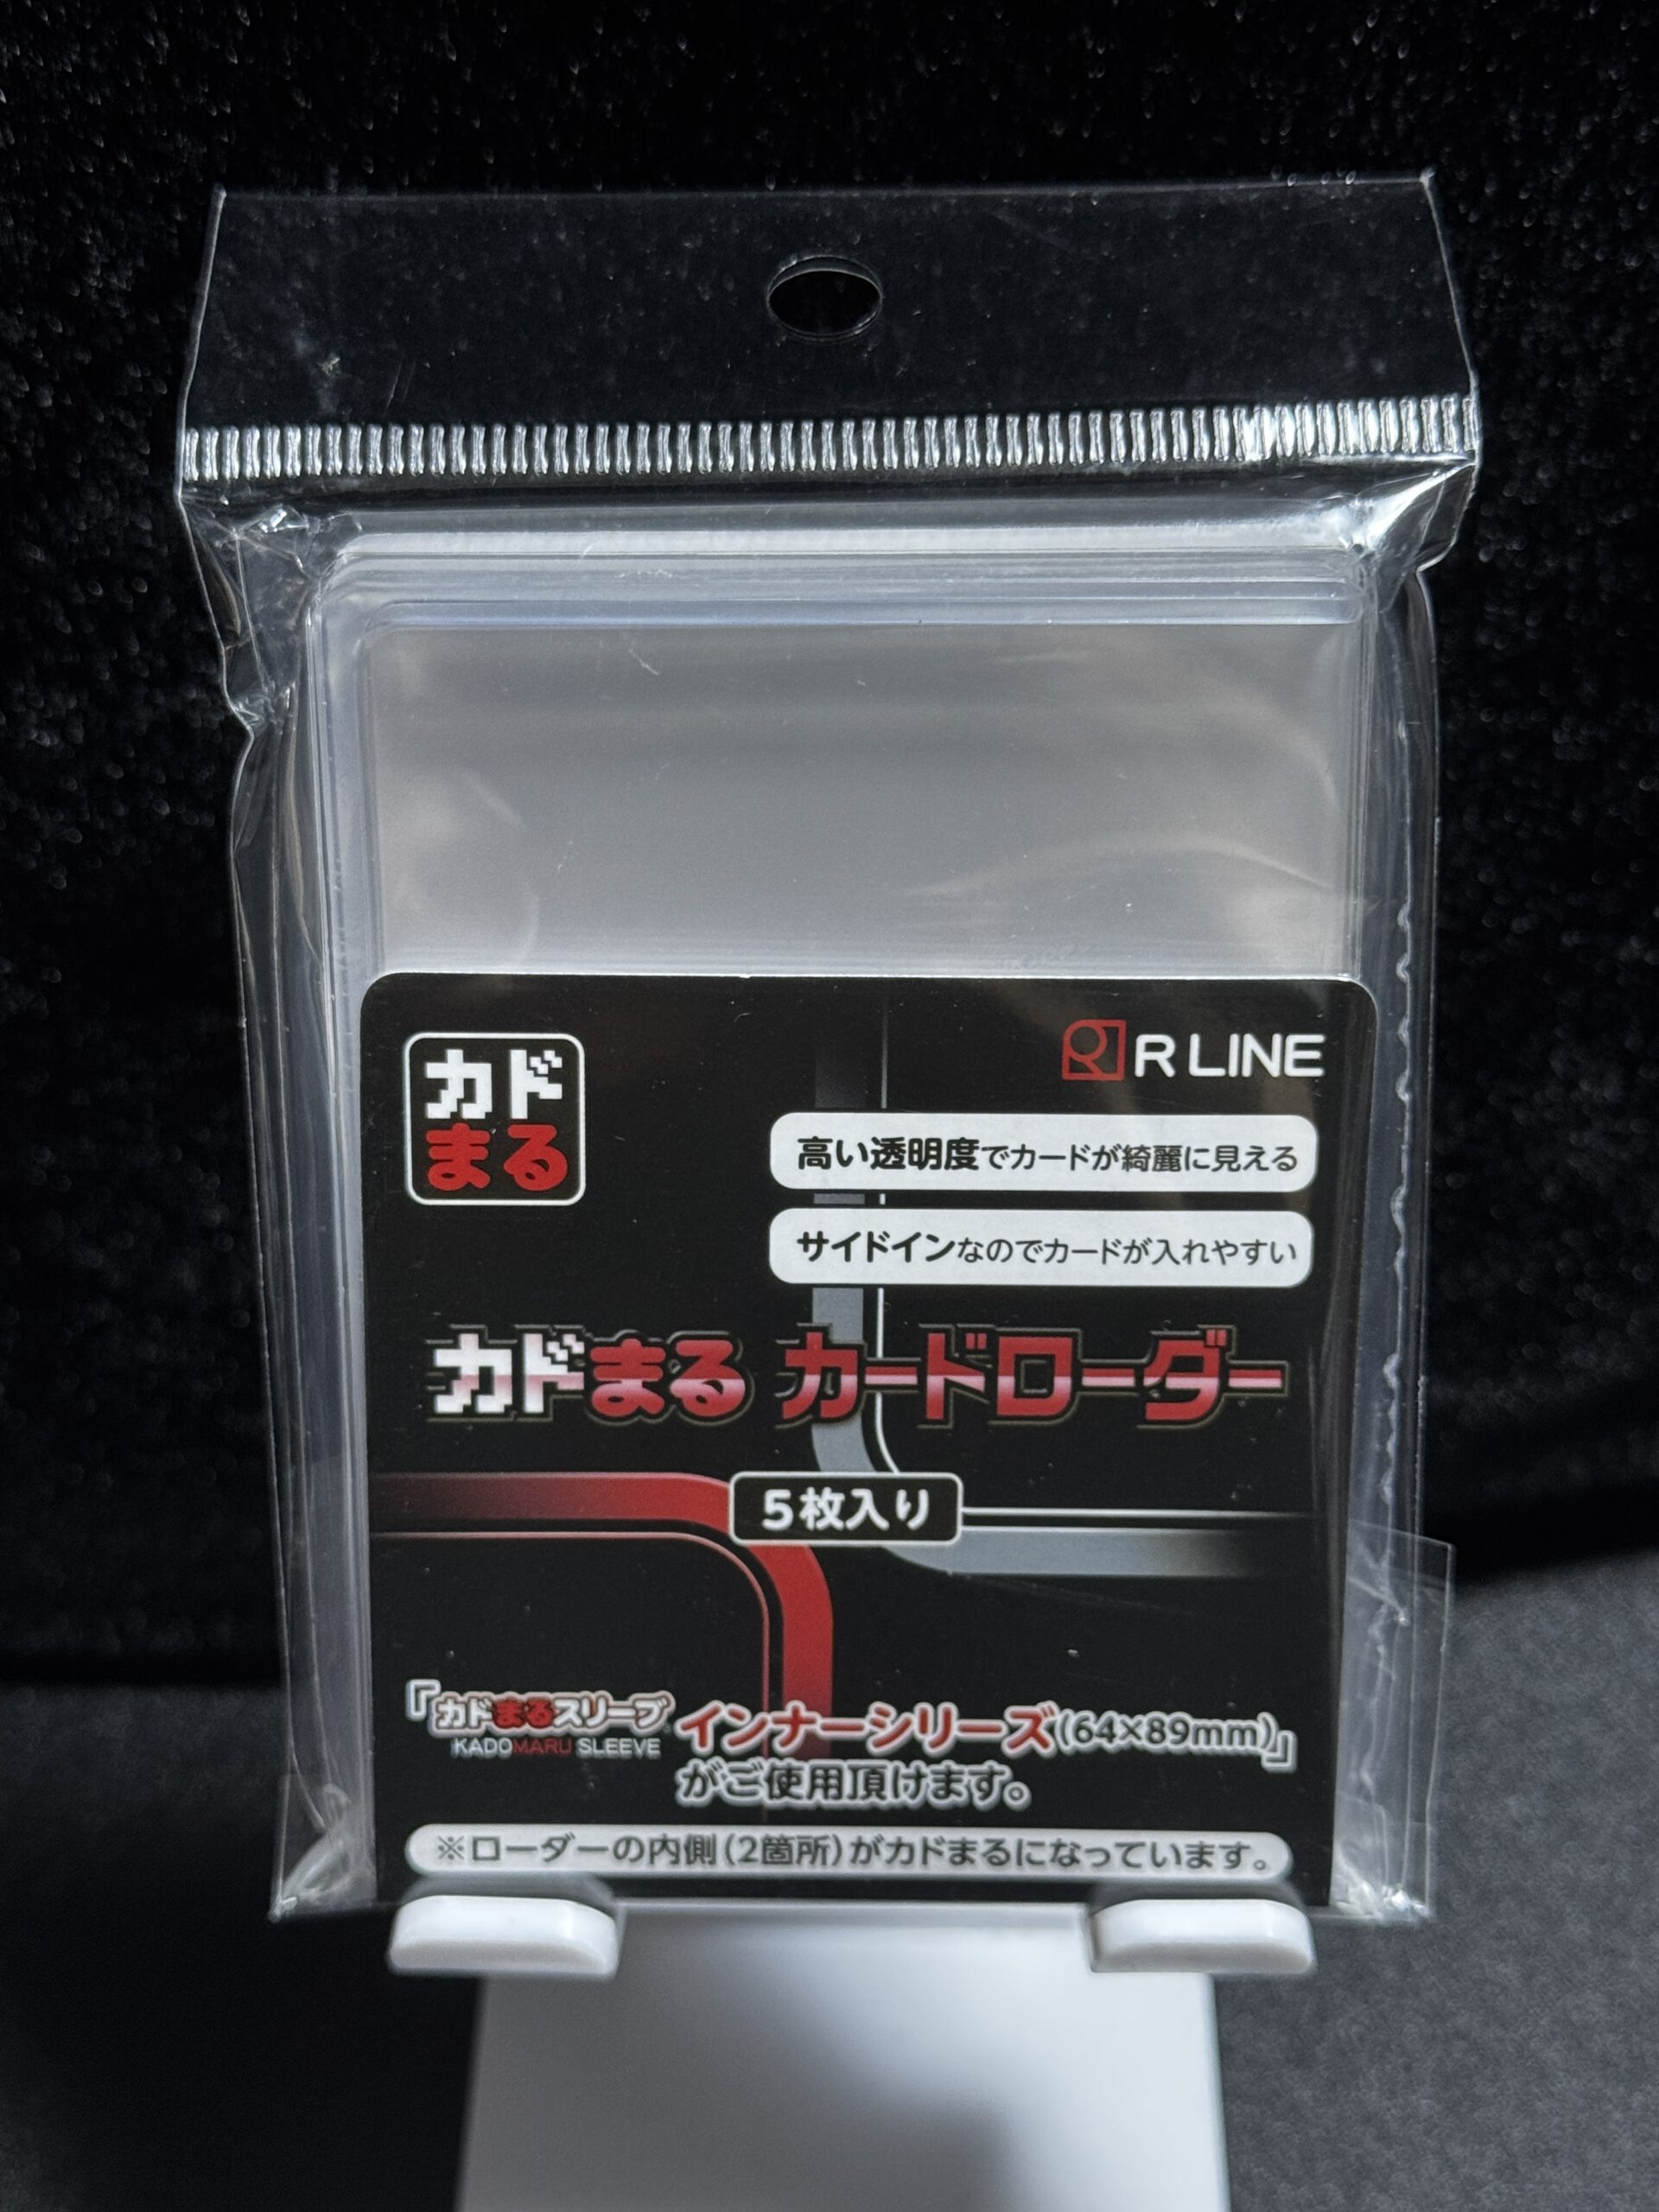 カド
まる
R LINE
高い透明度でカードが綺麗に見える
サイドインなのでカードが入れやすい
カドまる カードローダー
5枚入り
『カドまるスリーブ KADOMARU SLEEVE インナーシリーズ(64×89mm)』
がご使用頂けます。
※ローダーの内側(2箇所)がカドまるになっています。